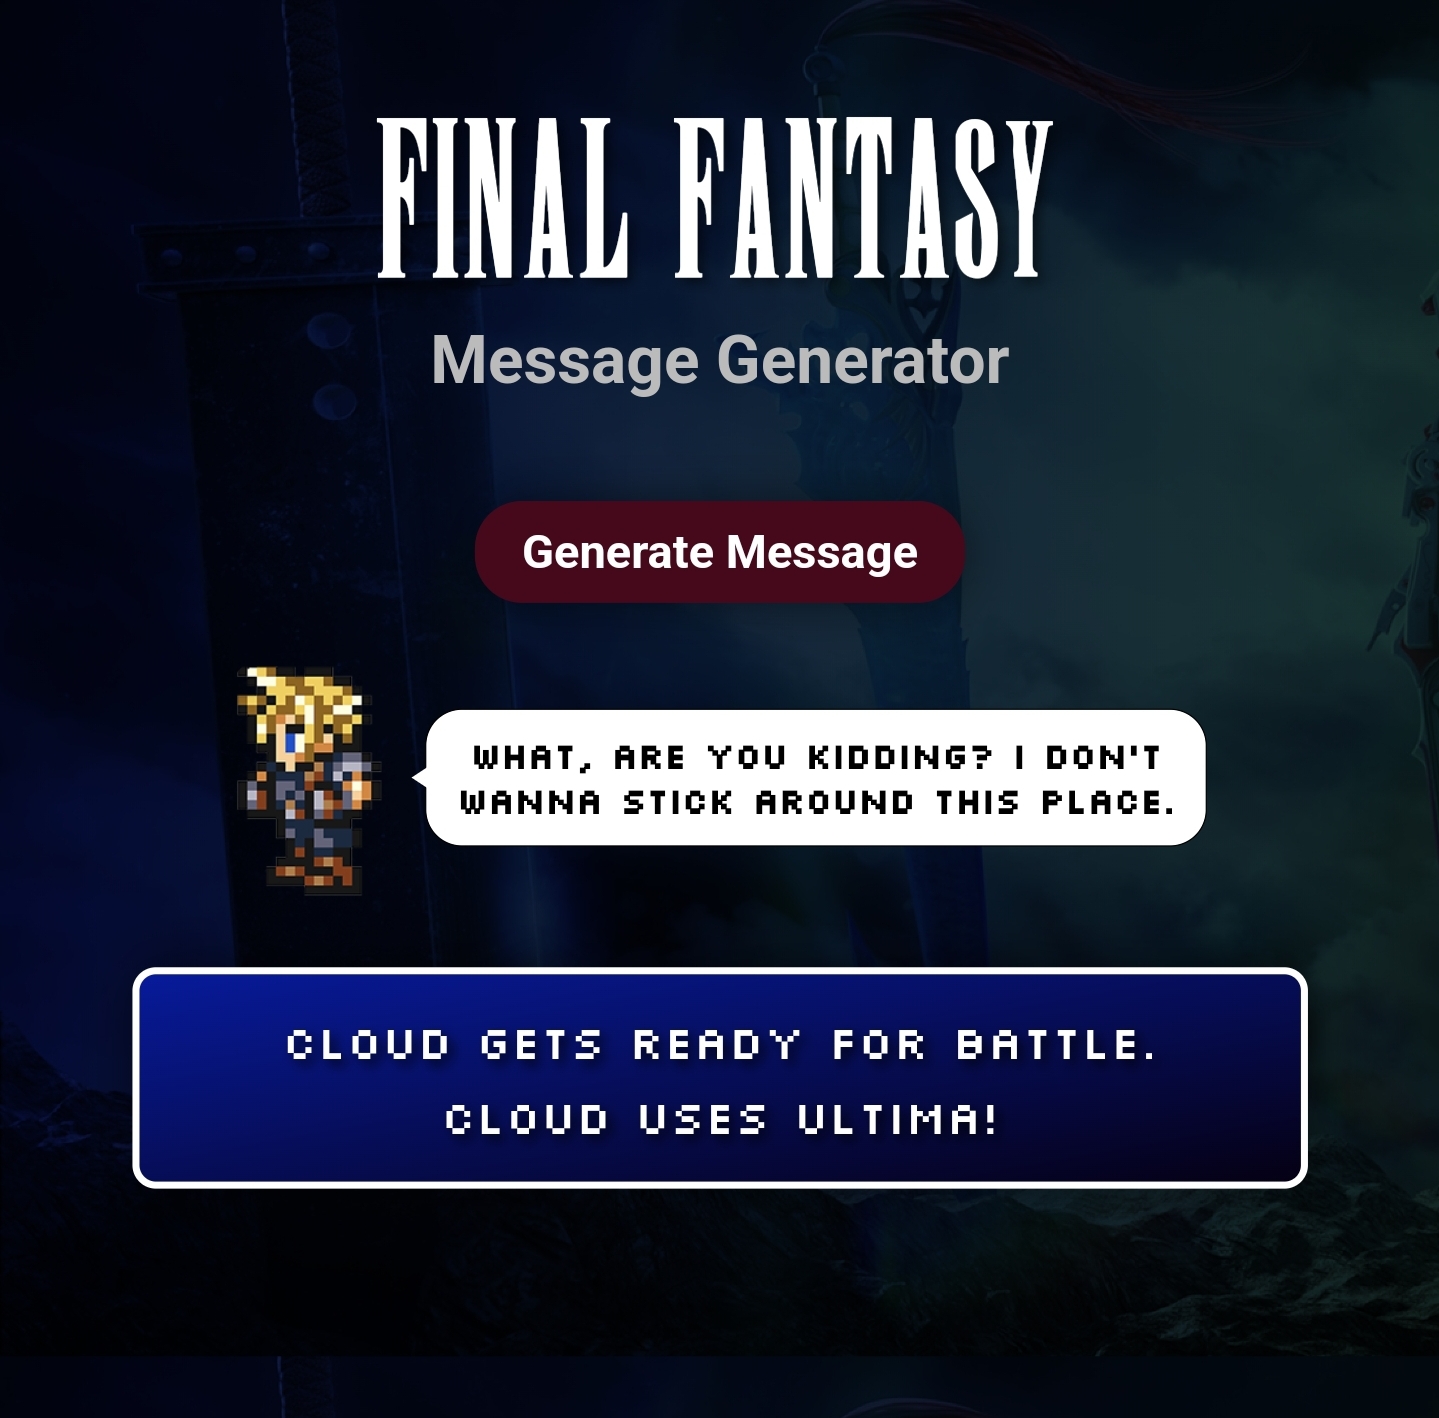 FINAL FANTASY
Message Generator
Generate Message
WHAT, ARE YOU KIDDING? I DON'T
WANNA STICK AROUND THIS PLACE.
CLOUD GETS READY FOR BATTLE.
CLOUD USES ULTIMA!